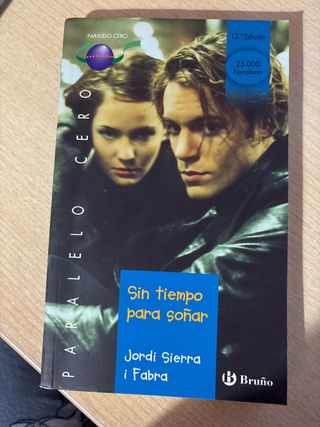 PARALELO CERO
12.ª Edición
25.000
Ejemplares
PARALELO CERO
Sin tiempo
para soñar
Jordi Sierra
i Fabra
Bruño